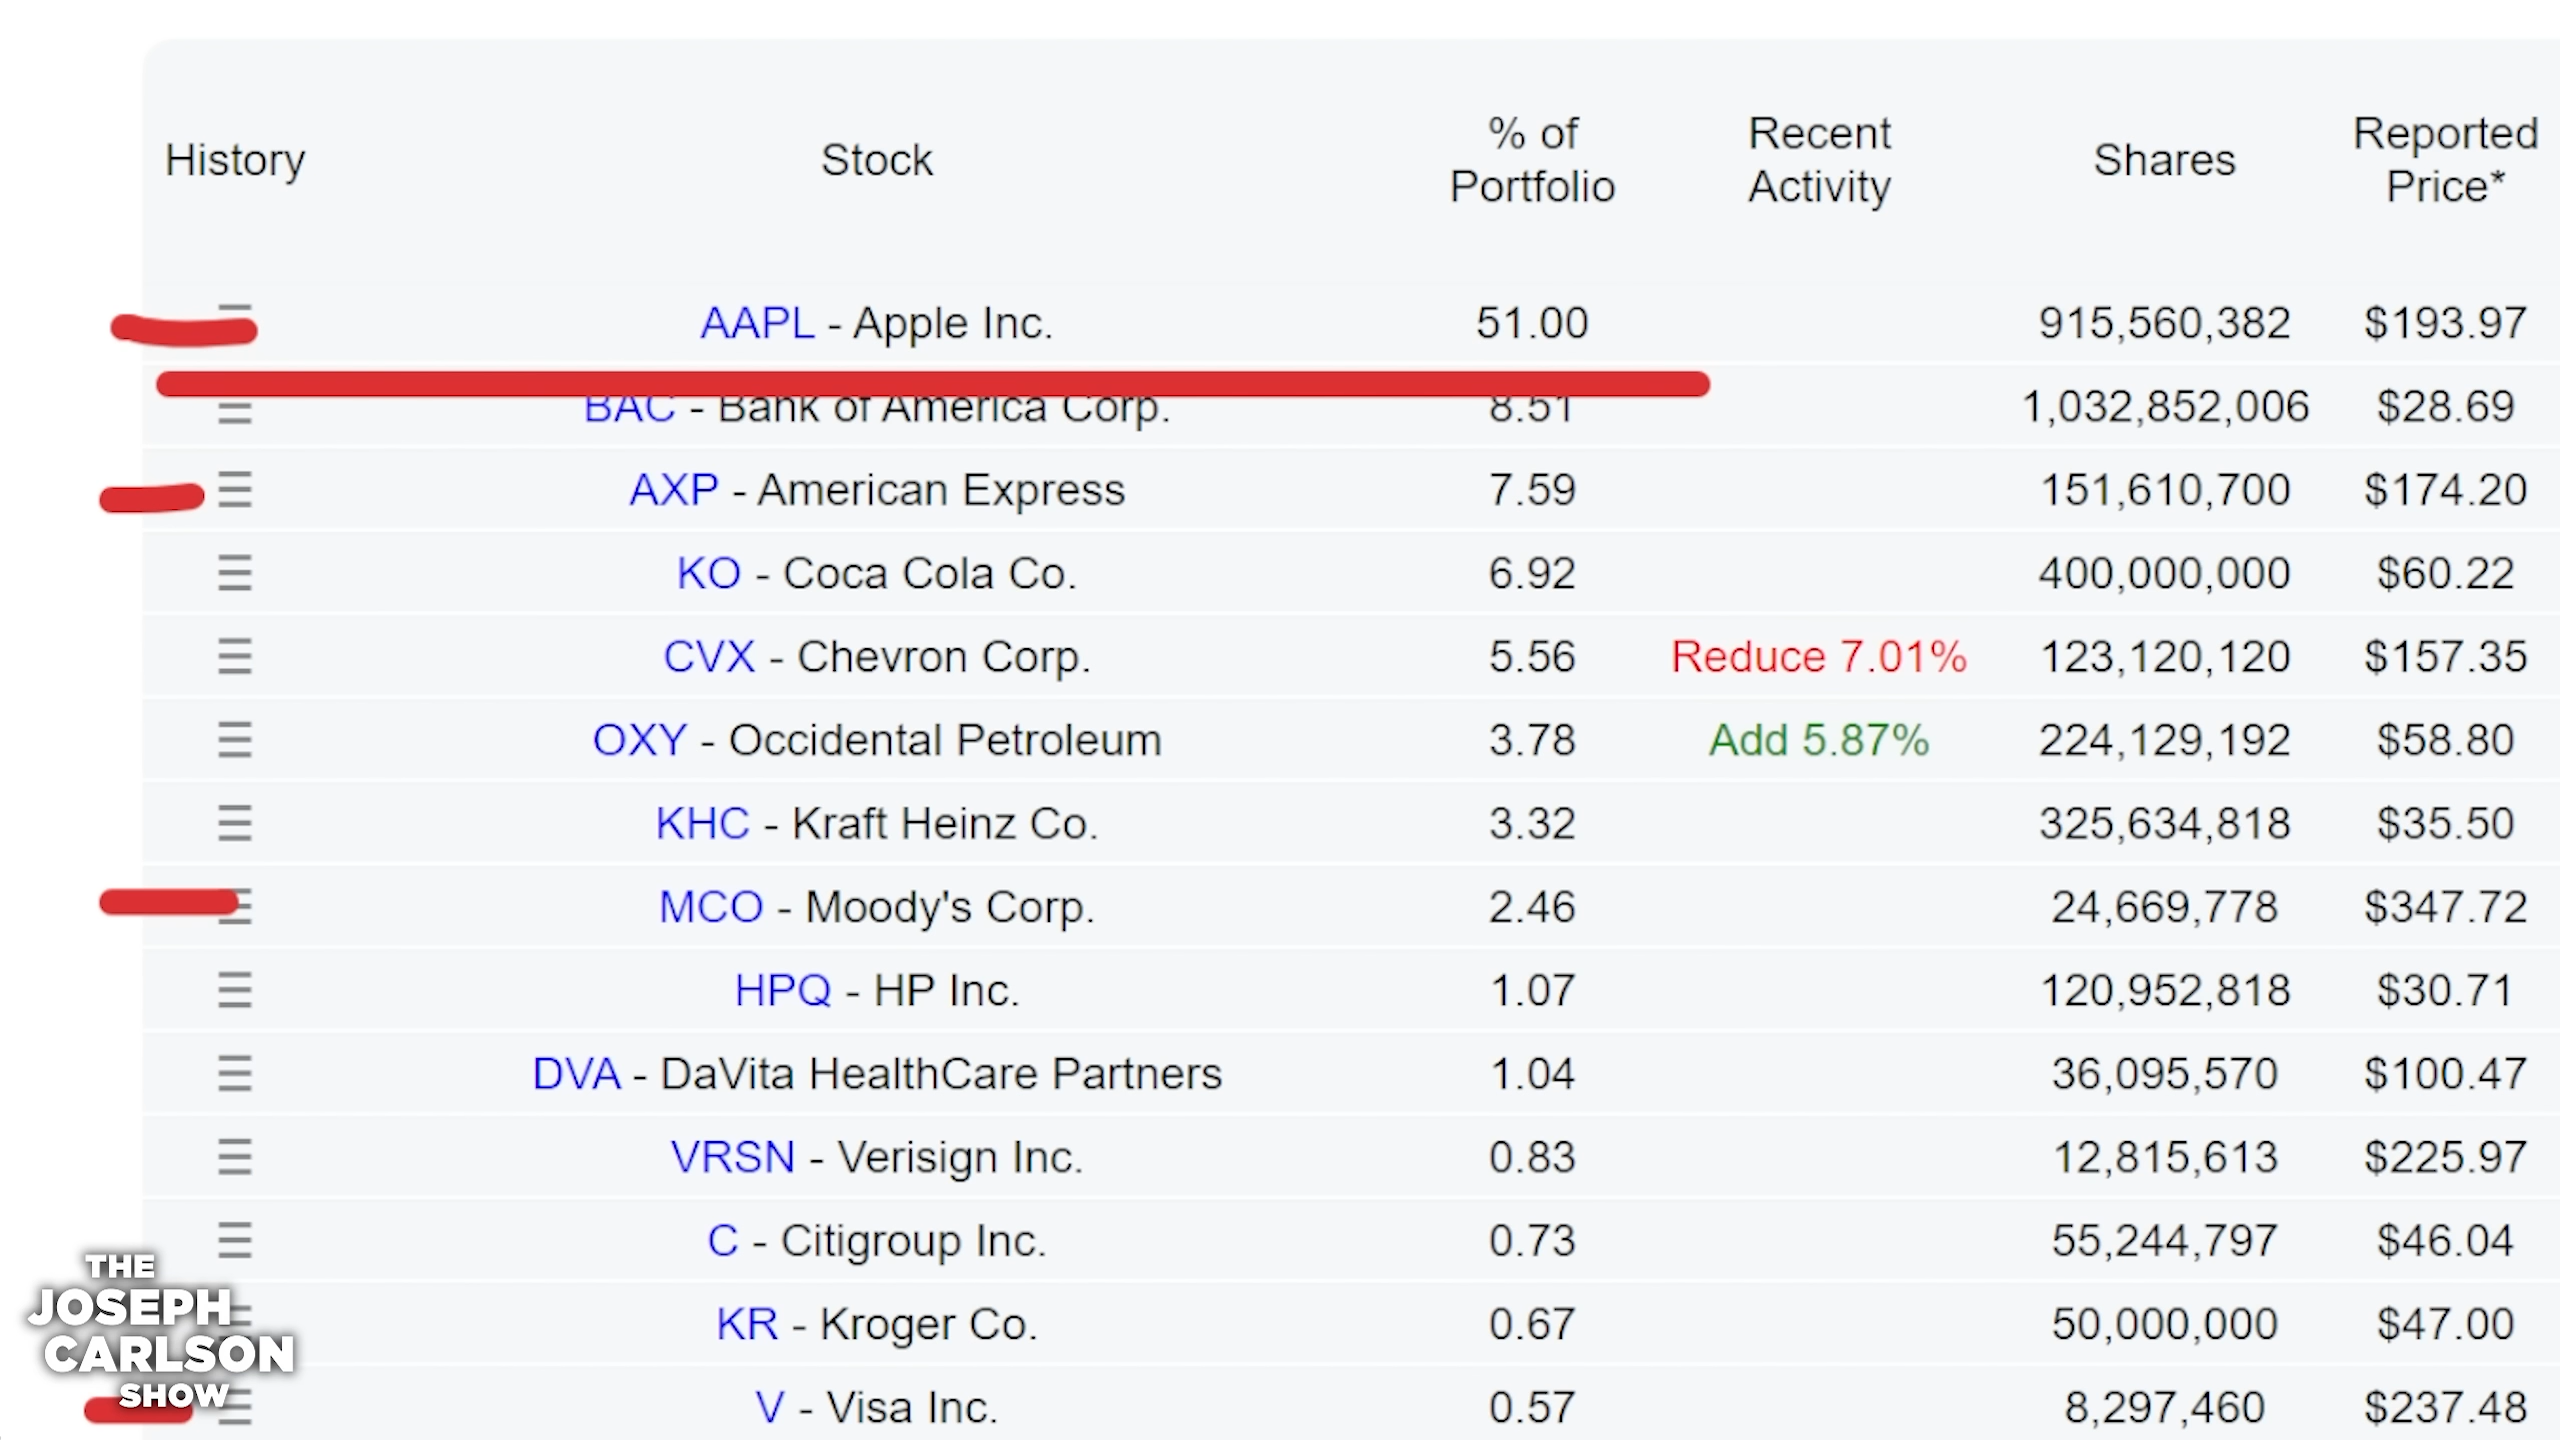 History Stock % of Portfolio Recent Activity Shares Reported Price*
AAPL - Apple Inc. 51.00 915,560,382 $193.97
BAC - Bank of America Corp. 8.51 1,032,852,006 $28.69
AXP - American Express 7.59 151,610,700 $174.20
KO - Coca Cola Co. 6.92 400,000,000 $60.22
CVX - Chevron Corp. 5.56 Reduce 7.01% 123,120,120 $157.35
OXY - Occidental Petroleum 3.78 Add 5.87% 224,129,192 $58.80
KHC - Kraft Heinz Co. 3.32 325,634,818 $35.50
MCO - Moody's Corp. 2.46 24,669,778 $347.72
HPQ - HP Inc. 1.07 120,952,818 $30.71
DVA - DaVita HealthCare Partners 1.04 36,095,570 $100.47
VRSN - Verisign Inc. 0.83 12,815,613 $225.97
C - Citigroup Inc. 0.73 55,244,797 $46.04
KR - Kroger Co. 0.67 50,000,000 $47.00
V - Visa Inc. 0.57 8,297,460 $237.48
THE
JOSEPH
CARLSON
SHOW